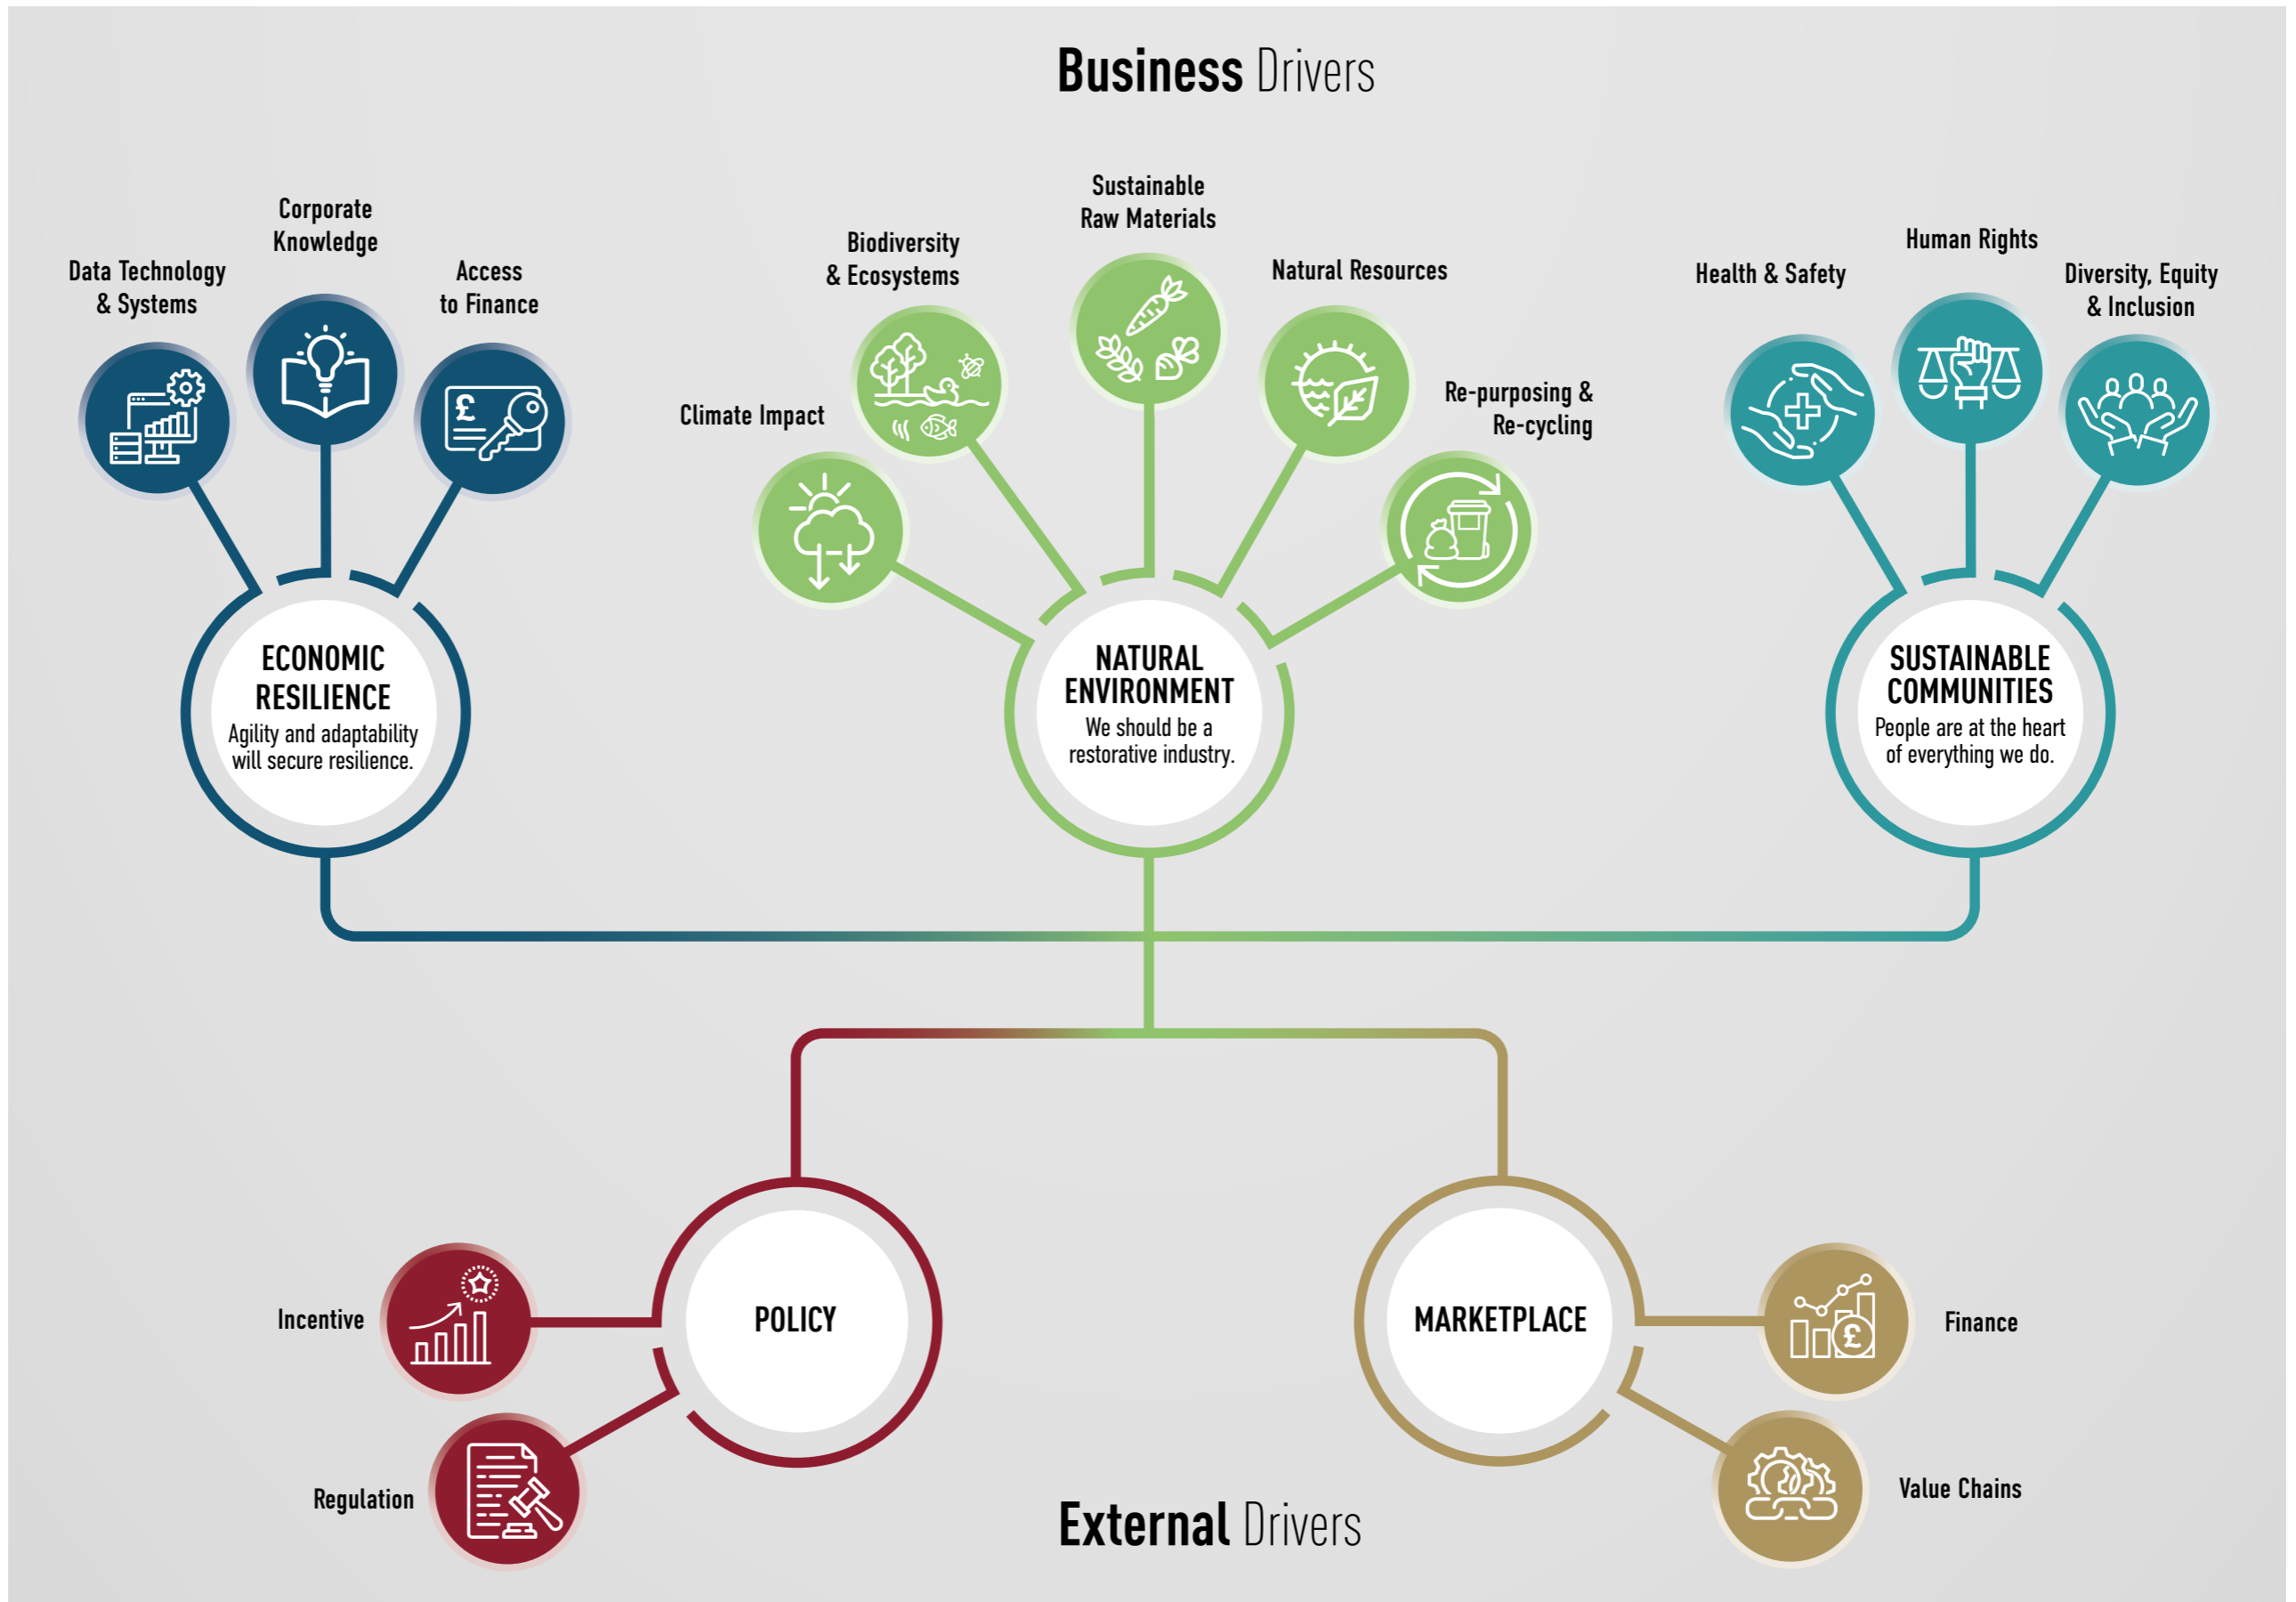 Business Drivers
Data Technology
& Systems
Corporate
Knowledge
Access
to Finance
Climate Impact
Biodiversity
& Ecosystems
Sustainable
Raw Materials
Natural Resources
Re-purposing &
Re-cycling
Health & Safety
Human Rights
Diversity, Equity
& Inclusion
£
ECONOMIC
RESILIENCE
Agility and adaptability
will secure resilience.
NATURAL
ENVIRONMENT
We should be a
restorative industry.
SUSTAINABLE
COMMUNITIES
People are at the heart
of everything we do.
Incentive
Regulation
POLICY
MARKETPLACE
Finance
£
Value Chains
External Drivers